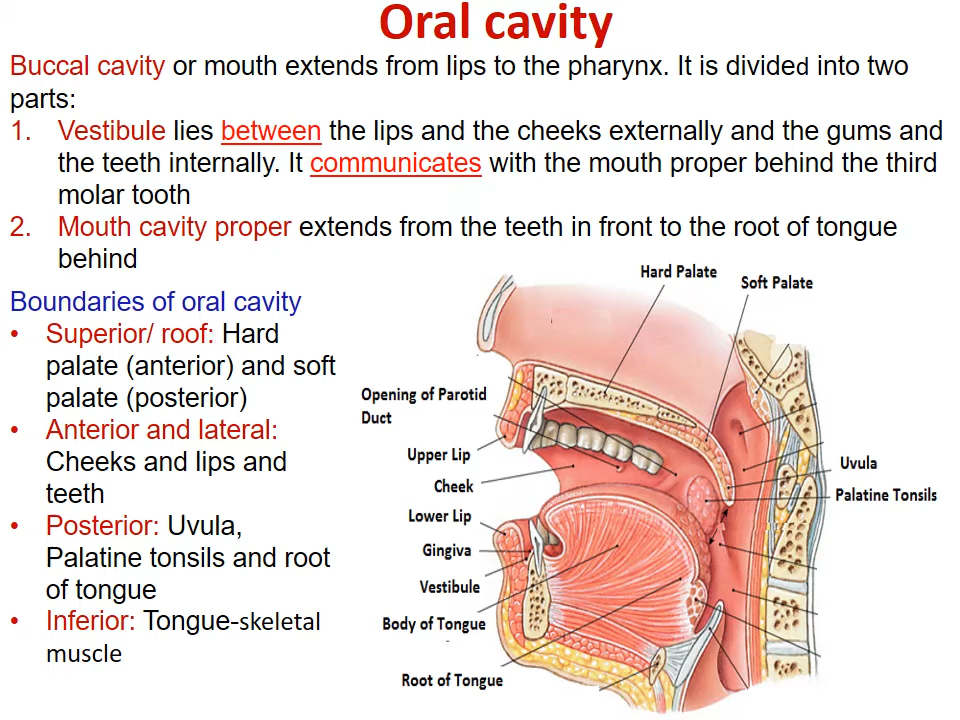 Oral cavity
Buccal cavity or mouth extends from lips to the pharynx. It is divided into two
parts:
1. Vestibule lies between the lips and the cheeks externally and the gums and
the teeth internally. It communicates with the mouth proper behind the third
molar tooth
2. Mouth cavity proper extends from the teeth in front to the root of tongue
behind
Boundaries of oral cavity
• Superior/ roof: Hard
palate (anterior) and soft
palate (posterior)
• Anterior and lateral:
Cheeks and lips and
teeth
• Posterior: Uvula,
Palatine tonsils and root
of tongue
• Inferior: Tongue-skeletal
muscle
Hard Palate
Soft Palate
Opening of Parotid
Duct
Upper Lip
Cheek
Lower Lip
Gingiva
Vestibule
Body of Tongue
Root of Tongue
Uvula
Palatine Tonsils